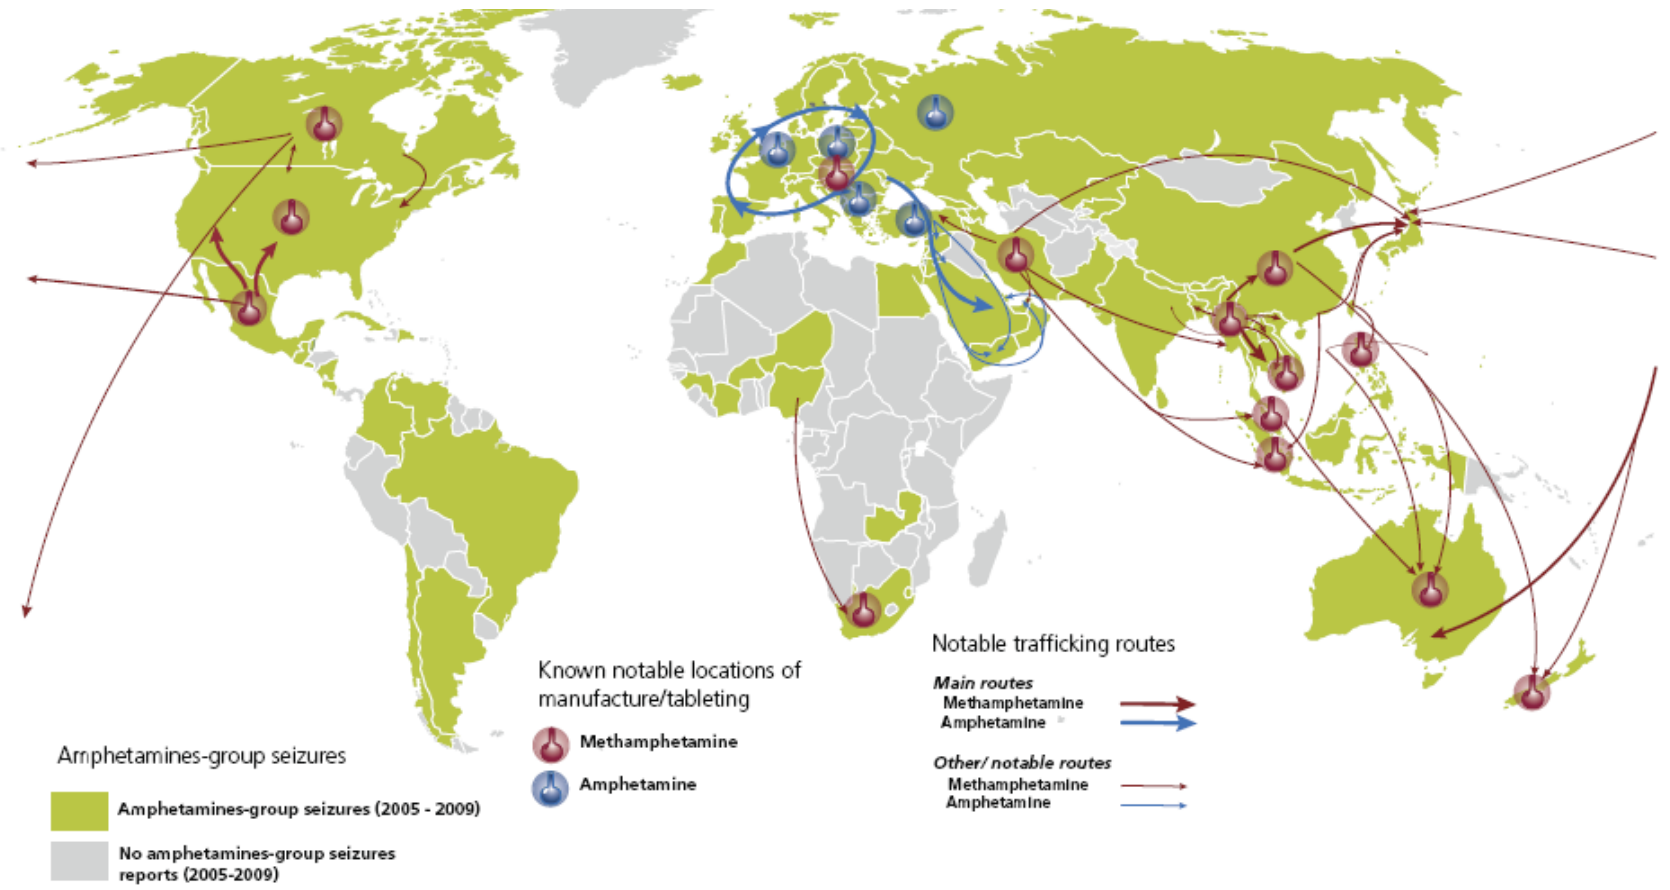 Known notable locations of
manufacture/tableting
Methamphetamine
Amphetamine
Notable trafficking routes
Main routes
Methamphetamine
Amphetamine
Other/ notable routes
Methamphetamine
Amphetamine
Amphetamines-group seizures
Amphetamines-group seizures (2005 - 2009)
No amphetamines-group seizures
reports (2005-2009)